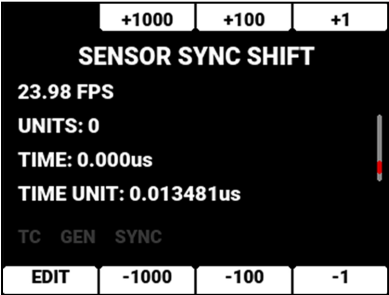 +1000 +100 +1
SENSOR SYNC SHIFT
23.98 FPS
UNITS: 0
TIME: 0.000us
TIME UNIT: 0.013481us
TC GEN SYNC
EDIT -1000 -100 -1